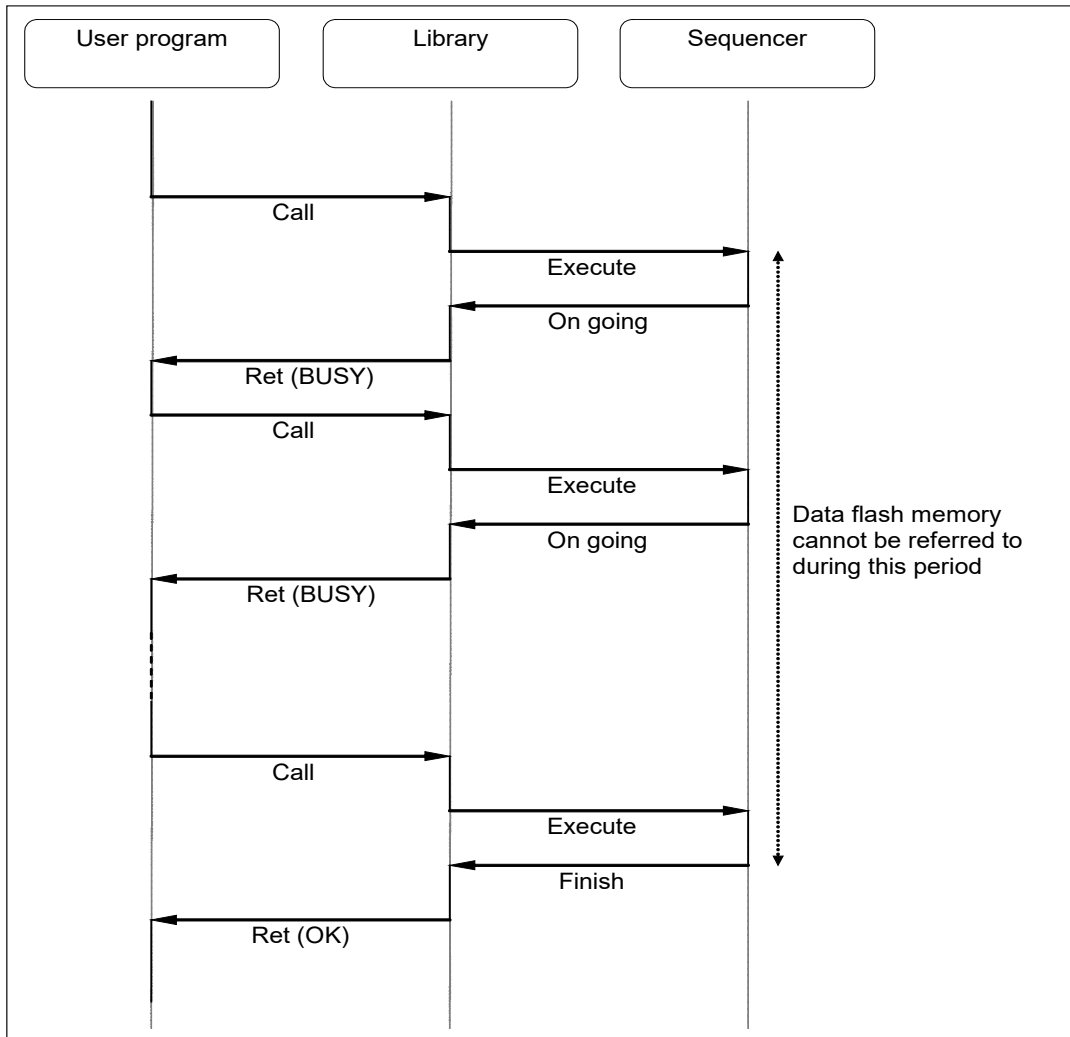 User program
Library
Sequencer
Call
Execute
On going
Ret (BUSY)
Call
Execute
On going
Ret (BUSY)
Data flash memory
cannot be referred to
during this period
Call
Execute
Finish
Ret (OK)